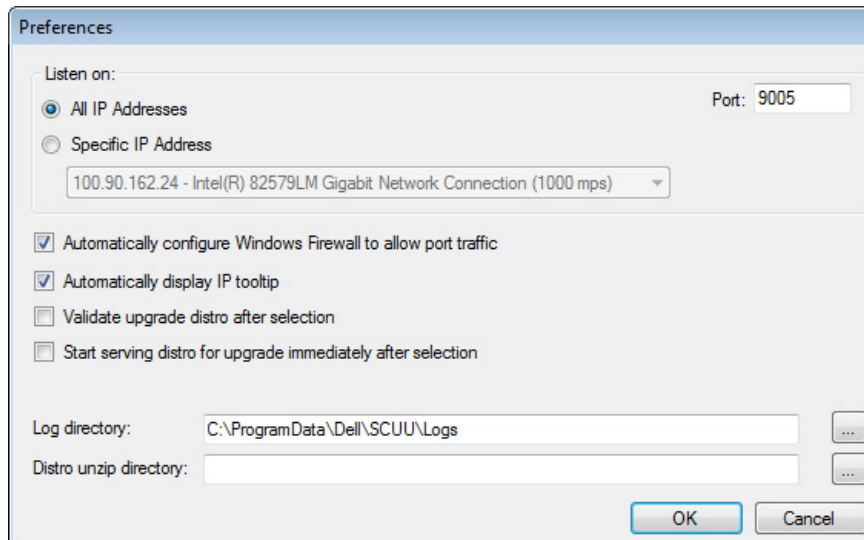 Preferences
Listen on:
All IP Addresses
Port: 9005
Specific IP Address
100.90.162.24 - Intel(R) 82579LM Gigabit Network Connection (1000 mps)
Automatically configure Windows Firewall to allow port traffic
Automatically display IP tooltip
Validate upgrade distro after selection
Start serving distro for upgrade immediately after selection
Log directory: C:\ProgramData\Dell\SCUU\Logs ...
Distro unzip directory: ...
OK Cancel